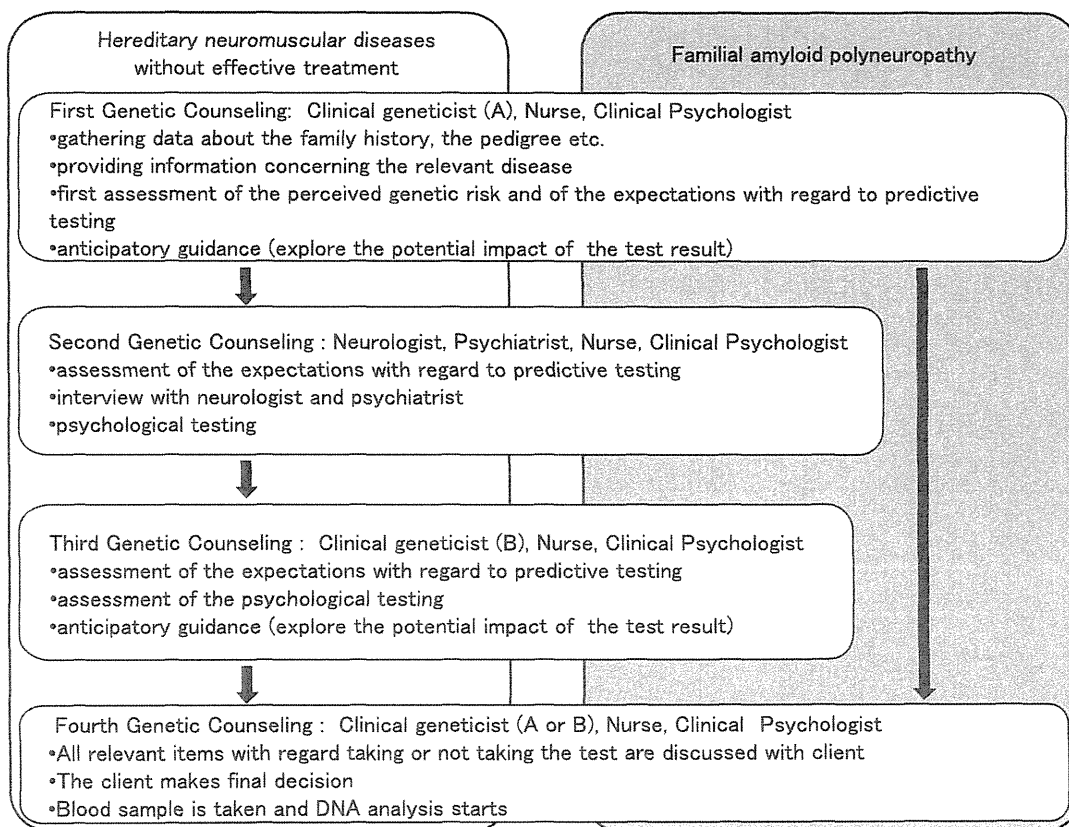 Hereditary neuromuscular diseases
without effective treatment
Familial amyloid polyneuropathy
First Genetic Counseling: Clinical geneticist (A), Nurse, Clinical Psychologist
•gathering data about the family history, the pedigree etc.
•providing information concerning the relevant disease
•first assessment of the perceived genetic risk and of the expectations with regard to predictive
testing
•anticipatory guidance (explore the potential impact of the test result)
Second Genetic Counseling : Neurologist, Psychiatrist, Nurse, Clinical Psychologist
•assessment of the expectations with regard to predictive testing
•interview with neurologist and psychiatrist
•psychological testing
Third Genetic Counseling : Clinical geneticist (B), Nurse, Clinical Psychologist
•assessment of the expectations with regard to predictive testing
•assessment of the psychological testing
•anticipatory guidance (explore the potential impact of the test result)
Fourth Genetic Counseling : Clinical geneticist (A or B), Nurse, Clinical Psychologist
•All relevant items with regard taking or not taking the test are discussed with client
•The client makes final decision
•Blood sample is taken and DNA analysis starts